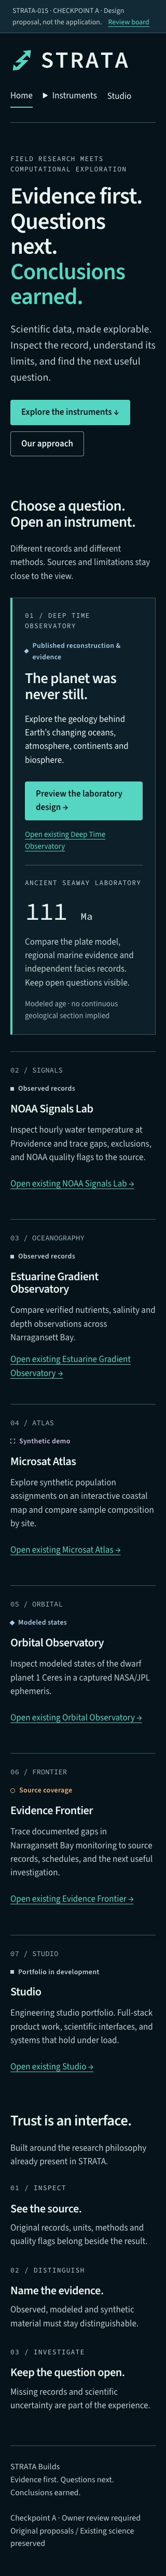 STRATA-015 · CHECKPOINT A · Design
proposal, not the application. Review board
STRATA
Home ▶ Instruments Studio
FIELD RESEARCH MEETS
COMPUTATIONAL EXPLORATION
Evidence first.
Questions
next.
Conclusions
earned.
Scientific data, made explorable.
Inspect the record, understand its
limits, and find the next useful
question.
Explore the instruments ↓
Our approach
Choose a question.
Open an instrument.
Different records and different
methods. Sources and limitations stay
close to the view.
01 / DEEP TIME
OBSERVATORY
Published reconstruction &
evidence
The planet was
never still.
Explore the geology behind
Earth's changing oceans,
atmosphere, continents and
biosphere.
Preview the laboratory
design →
Open existing Deep Time
Observatory
ANCIENT SEAWAY LABORATORY
111 Ma
Compare the plate model,
regional marine evidence and
independent facies records.
Keep open questions visible.
Modeled age · no continuous
geological section implied
02 / SIGNALS
Observed records
NOAA Signals Lab
Inspect hourly water temperature at
Providence and trace gaps, exclusions,
and NOAA quality flags to the source.
Open existing NOAA Signals Lab →
03 / OCEANOGRAPHY
Observed records
Estuarine Gradient
Observatory
Compare verified nutrients, salinity and
depth observations across
Narragansett Bay.
Open existing Estuarine Gradient
Observatory →
04 / ATLAS
Synthetic demo
Microsat Atlas
Explore synthetic population
assignments on an interactive coastal
map and compare sample composition
by site.
Open existing Microsat Atlas →
05 / ORBITAL
Modeled states
Orbital Observatory
Inspect modeled states of the dwarf
planet 1 Ceres in a captured NASA/JPL
ephemeris.
Open existing Orbital Observatory →
06 / FRONTIER
Source coverage
Evidence Frontier
Trace documented gaps in
Narragansett Bay monitoring to source
records, schedules, and the next useful
investigation.
Open existing Evidence Frontier →
07 / STUDIO
Portfolio in development
Studio
Engineering studio portfolio. Full-stack
product work, scientific interfaces, and
systems that hold under load.
Open existing Studio →
Trust is an interface.
Built around the research philosophy
already present in STRATA.
01 / INSPECT
See the source.
Original records, units, methods and
quality flags belong beside the result.
02 / DISTINGUISH
Name the evidence.
Observed, modeled and synthetic
material must stay distinguishable.
03 / INVESTIGATE
Keep the question open.
Missing records and scientific
uncertainty are part of the experience.
STRATA Builds
Evidence first. Questions next.
Conclusions earned.
Checkpoint A · Owner review required
Original proposals / Existing science
preserved